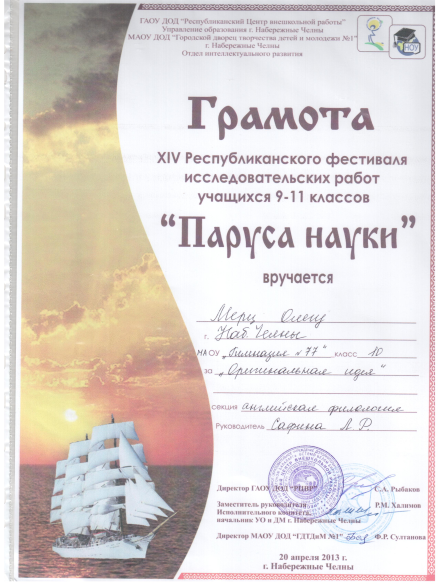 ГАОУ ДОД "Республиканский Центр внешкольной работы"
Управление образования г. Набережные Челны
МАОУ ДОД "Городской дворец творчества детей и молодежи №1"
г. Набережные Челны
Отдел интеллектуального развития
НОУ
Грамота
XIV Республиканского фестиваля
исследовательских работ
учащихся 9-11 классов
"Паруса науки"
вручается
Мерц Олегу
г. Наб Челны
МАОУ "Гимназия №77" класс 10
за "Оригинальная идея"
секция английская филология
Руководитель Сафина Л.Р.
Директор ГАОУ ДОД "РЦВР" С.А. Рыбаков
Заместитель руководителя
Исполнительного комитета, Р.М. Халимов
начальник УО и ДМ г. Набережные Челны
Директор МАОУ ДОД "ГДТДиМ №1" Ф.Р. Султанова
20 апреля 2013 г.
г. Набережные Челны